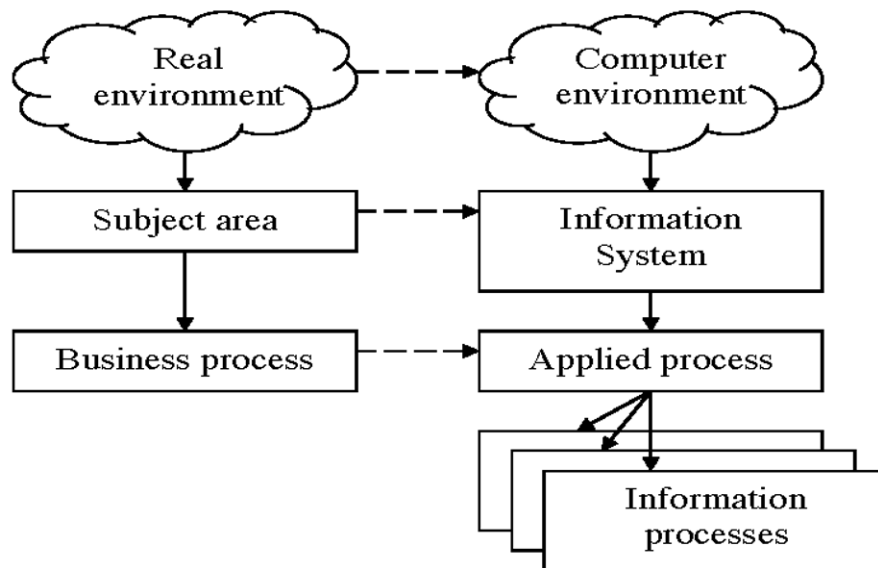 Real
environment
Computer
environment
Subject area
Information
System
Business process
Applied process
Information
processes